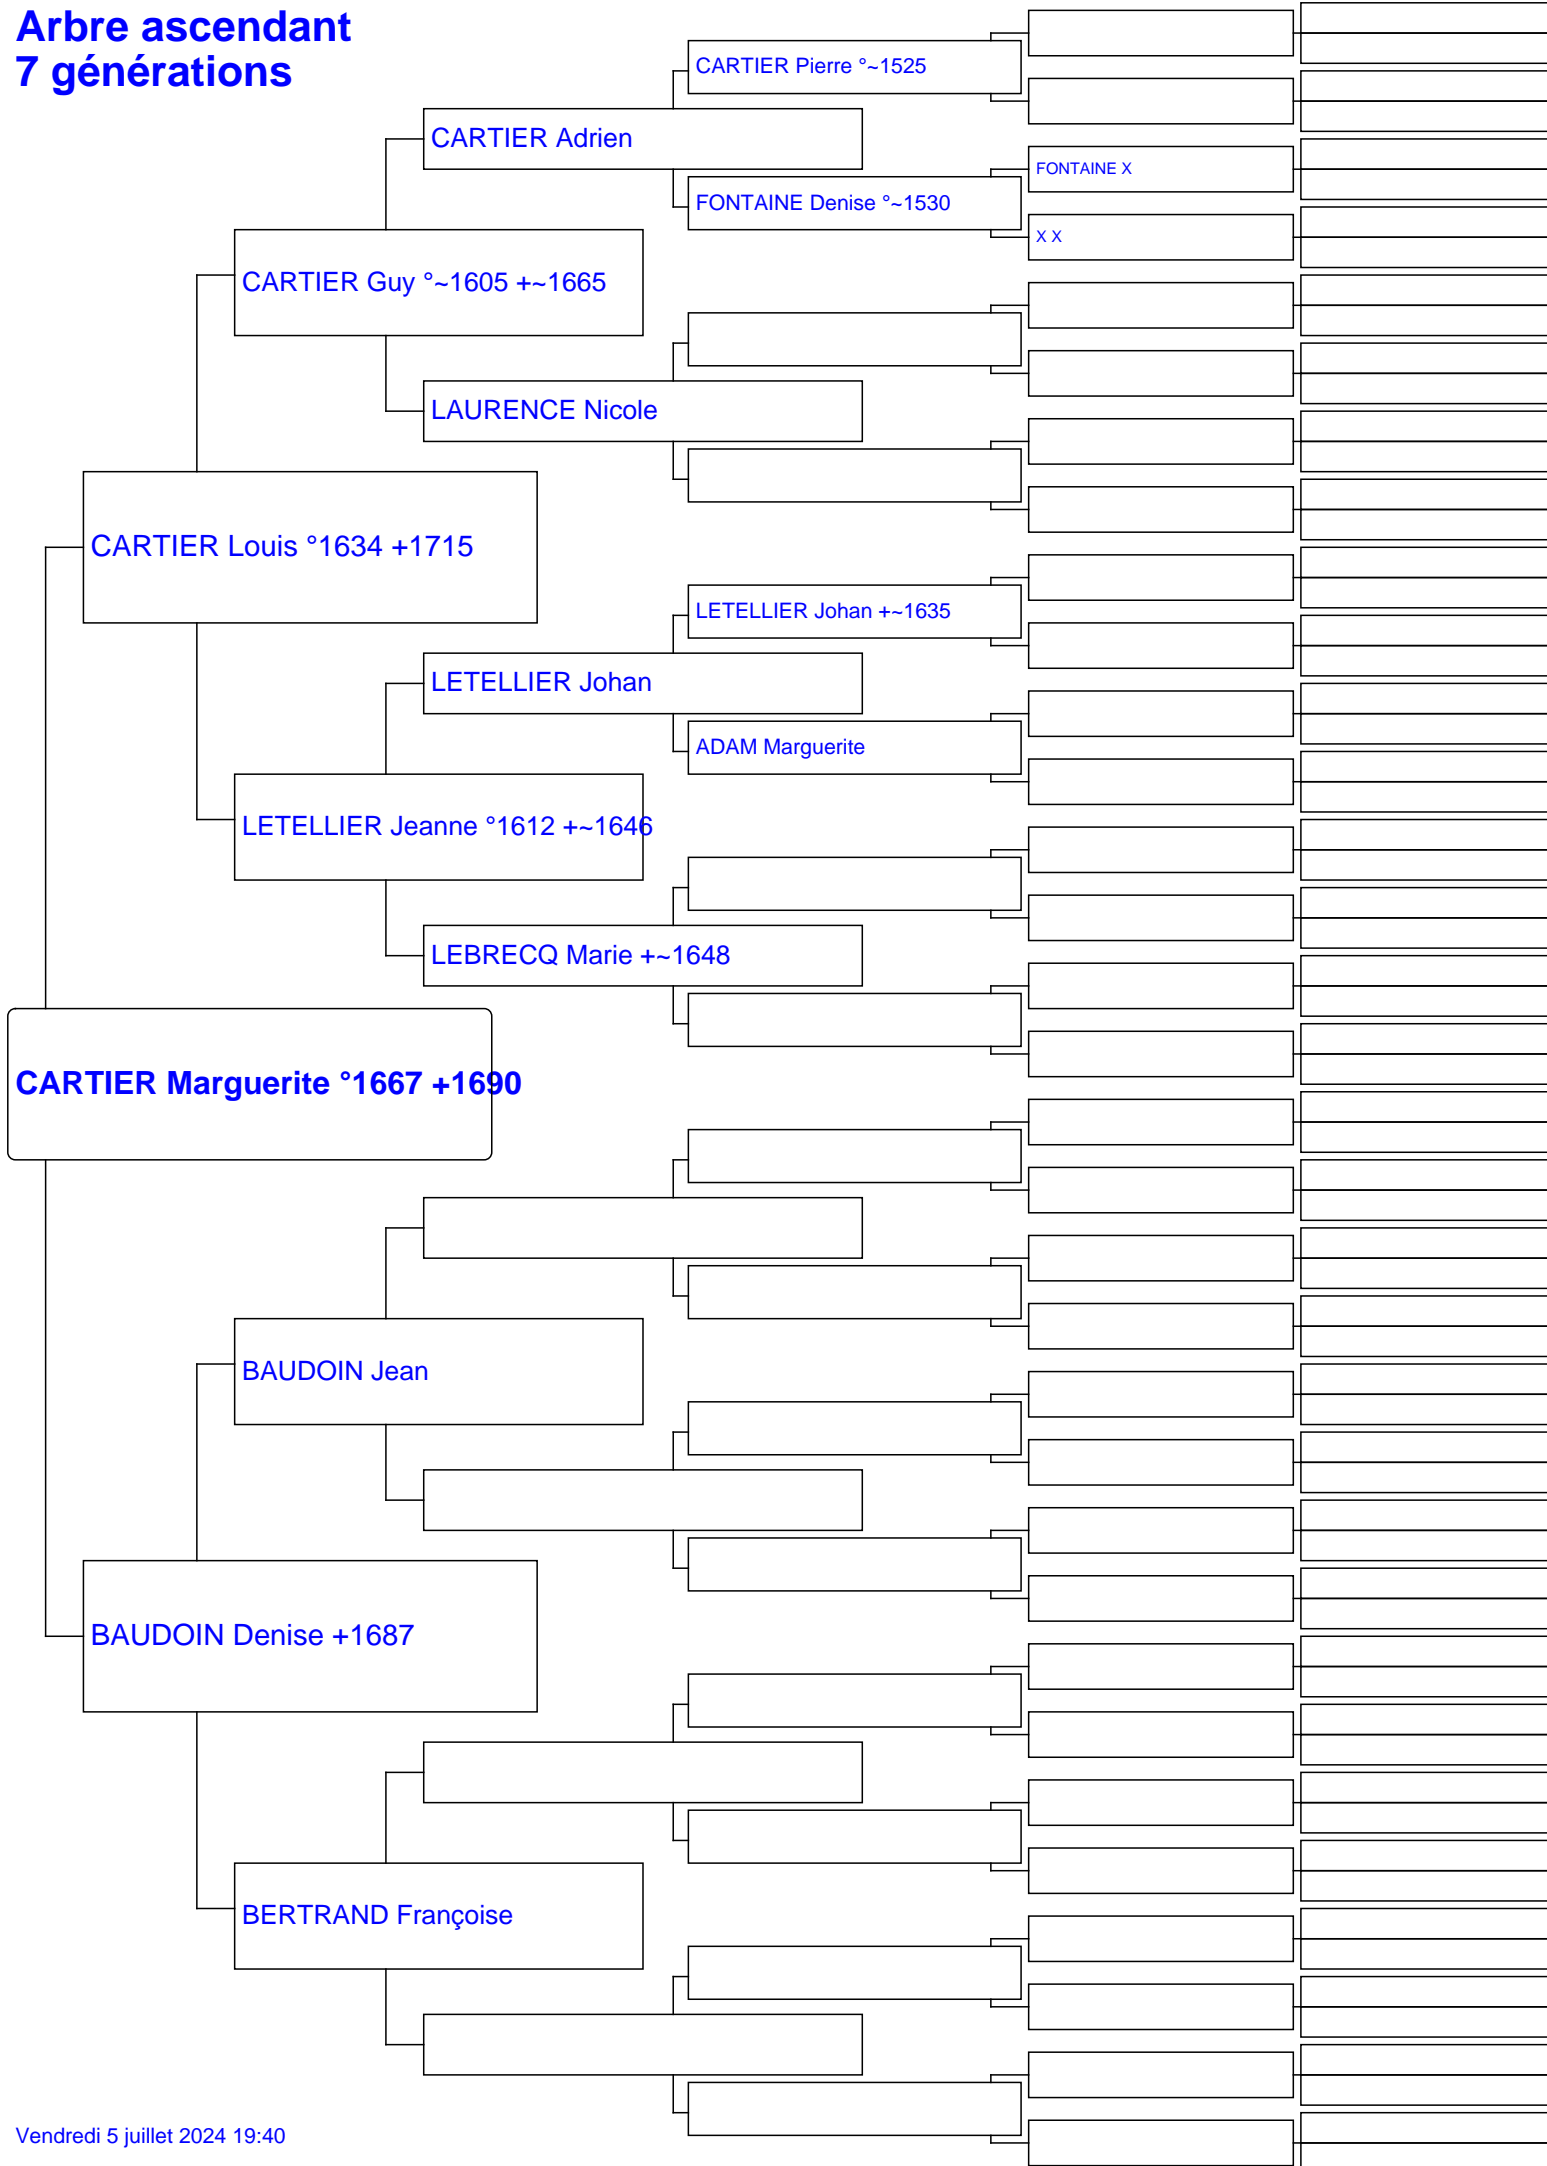 Arbre ascendant
7 générations
CARTIER Pierre °~1525
CARTIER Adrien
FONTAINE X
FONTAINE Denise °~1530
X X
CARTIER Guy °~1605 +~1665
LAURENCE Nicole
CARTIER Louis °1634 +1715
LETELLIER Johan +~1635
LETELLIER Johan
ADAM Marguerite
LETELLIER Jeanne °1612 +~1646
LEBRECQ Marie +~1648
CARTIER Marguerite °1667 +1690
BAUDOIN Jean
BAUDOIN Denise +1687
BERTRAND Françoise
Vendredi 5 juillet 2024 19:40